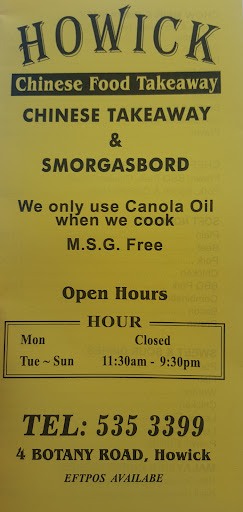 HOWICK
Chinese Food Takeaway
CHINESE TAKEAWAY
&
SMORGASBORD
We only use Canola Oil
when we cook
M.S.G. Free
Open Hours
HOUR
Mon Closed
Tue ~ Sun 11:30am - 9:30pm
TEL: 535 3399
4 BOTANY ROAD, Howick
EFTPOS AVAILABE